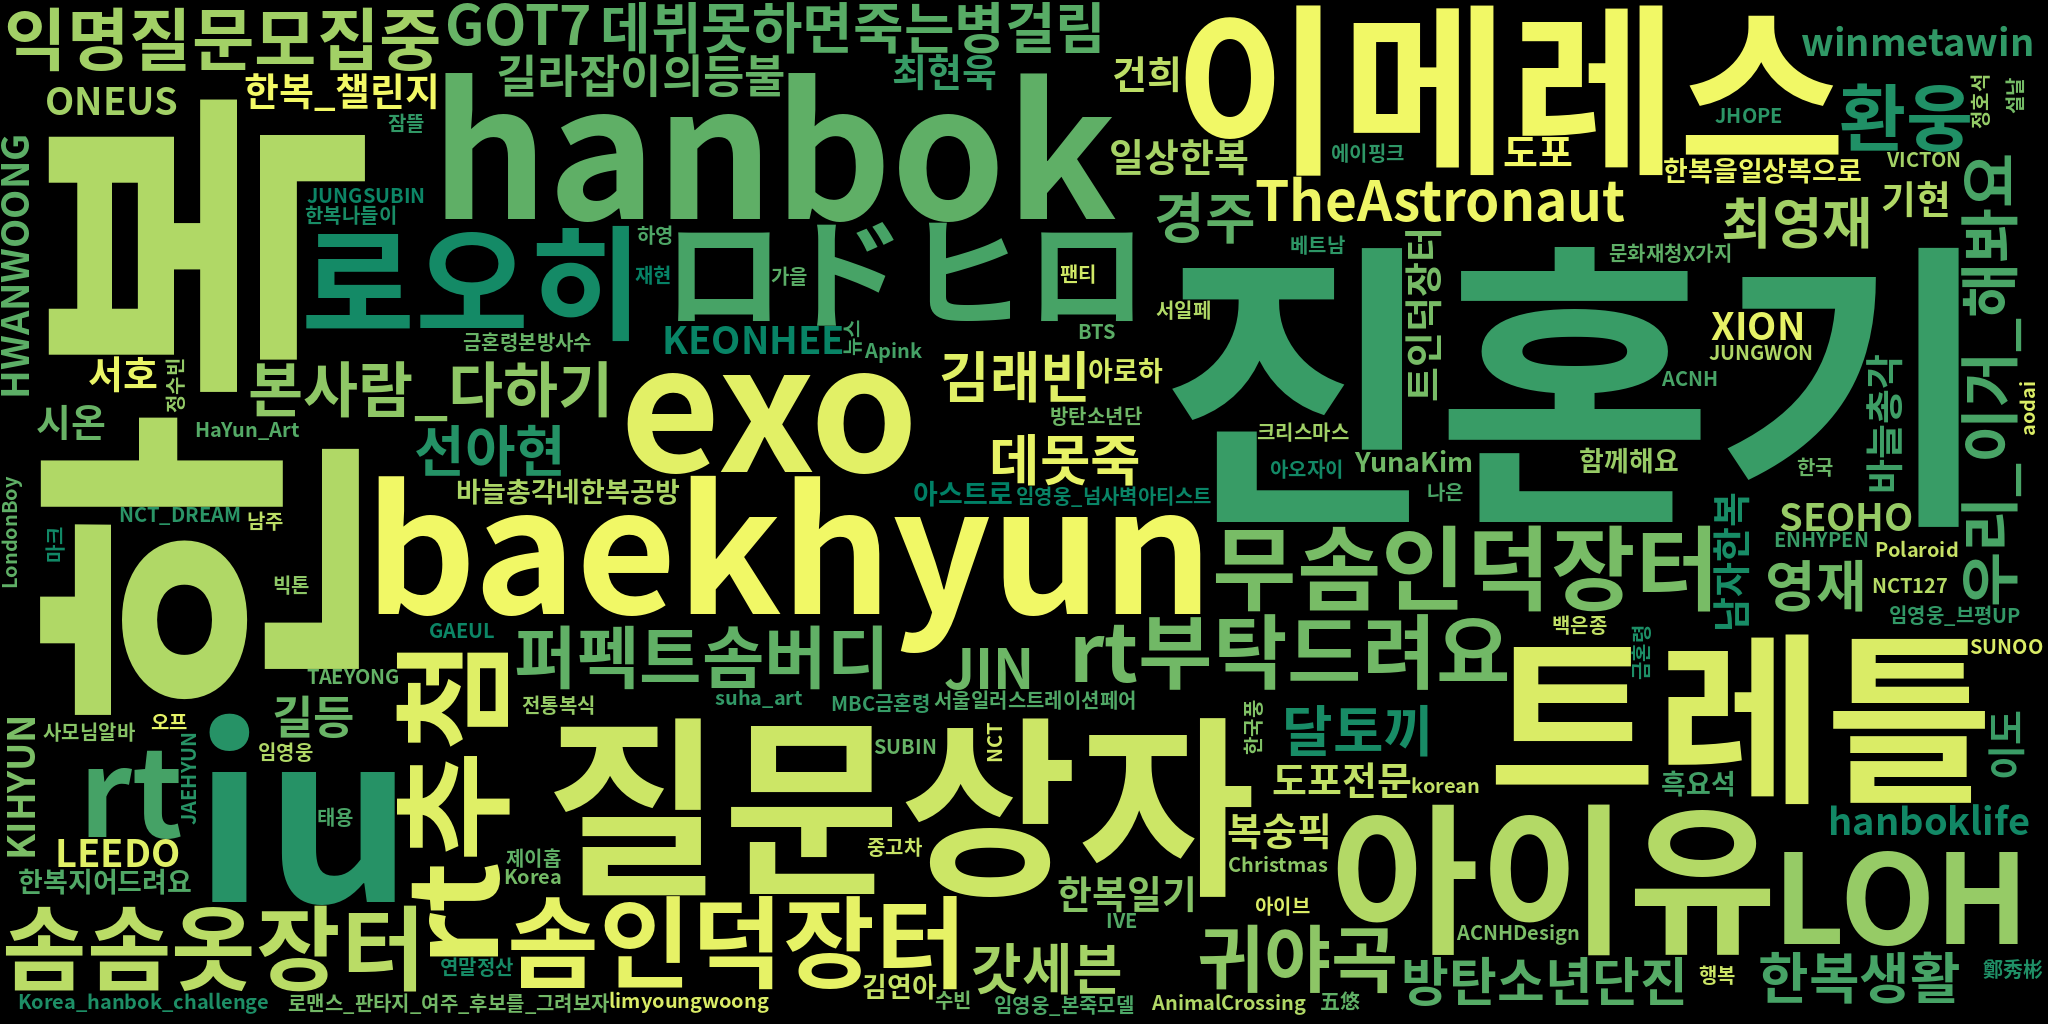 익명질문모집중
GOT7
데뷔못하면죽는병걸림
이메레스
winmetawin
ONEUS
한복_챌린지
길라잡이의등불
최현욱
건희
환웅
정호석
설날
잠뜰
hanbok
JHOPE
HWANWOONG
페
일상한복
에이핑크
도포
한복을일상복으로
VICTON
JUNGSUBIN
한복나들이
TheAstronaut
기현
우리_이거_해봐요
로오히
하영
ロドヒロ
경주
최영재
재현
가을
팬티
베트남
트인덕장터
문화재청X가지
진혼기
서일페
금혼령본방사수
KEONHEE
뉴스
Apink
BTS
XION
JUNGWON
서호
정수빈
본사람_다하기
exo
김래빈
아로하
ACNH
바늘총각
aodai
시온
HaYun_Art
선아현
방탄소년단
데못죽
크리스마스
아오자이
YunaKim
함께해요
한국
LondonBoy
헌
NCT_DREAM
남주
바늘총각네한복공방
아스트로
임영웅_넘사벽아티스트
나은
마크
baekhyun
무솜인덕장터
남자한복
SEOHO
ENHYPEN
Polaroid
빅톤
영재
NCT127
GAEUL
퍼펙트솜버디
JIN
rt부탁드려요
백은종
금혼령
임영웅_브평UP
SUNOO
TAEYONG
rt추첨
전통복식
suha_art
MBC금혼령
서울일러스트레이션페어
트레틀
KIHYUN
사모님알바
오프
길등
임영웅
iu
rt
JAEHYUN
질문상자
SUBIN
NCT
한국풍
달토끼
이도
도포전문
korean
흑요석
태용
LEEDO
한복지어드려요
제이홉
Korea
중고차
복숭픽
Christmas
아이유
hanboklife
한복일기
LOH
솜솜옷장터
솜인덕장터
IVE
아이브
귀야곡
ACNHDesign
연말정산
김연아
갓세븐
방탄소년단진
행복
한복생활
鄭秀彬
Korea_hanbok_challenge
로맨스_판타지_여주_후보를_그려보자
limyoungwoong
수빈
임영웅_본죽모델
AnimalCrossing
五悠